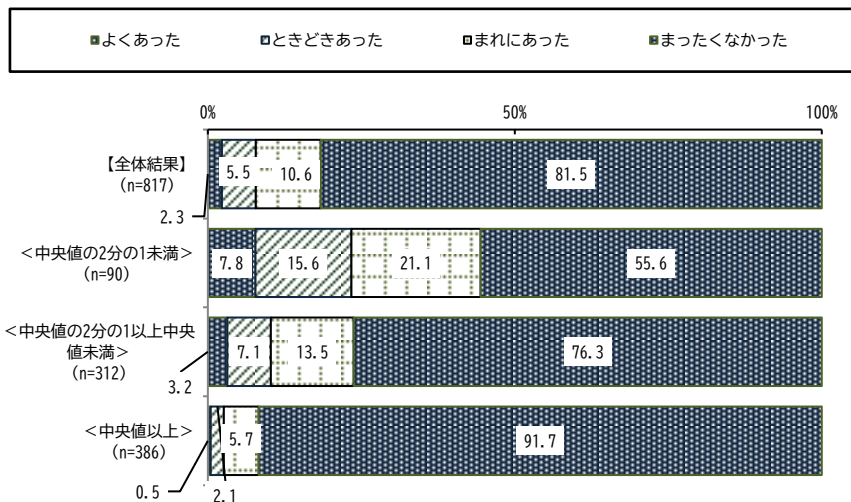 よくあった ときどきあった まれにあった まったくなかった
0% 50% 100%
【全体結果】
(n=817)
2.3 5.5 10.6 81.5
<中央値の2分の1未満>
(n=90)
7.8 15.6 21.1 55.6
<中央値の2分の1以上中央
値未満>
(n=312)
3.2 7.1 13.5 76.3
<中央値以上>
(n=386)
0.5 2.1 5.7 91.7